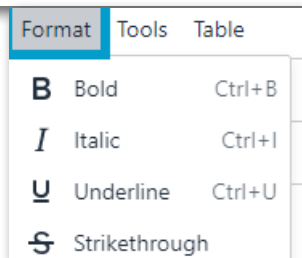 Format Tools Table
B Bold Ctrl+B
I Italic Ctrl+I
U Underline Ctrl+U
S Strikethrough